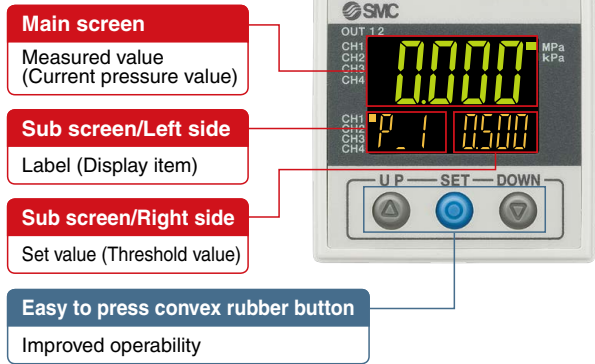 Main screen
Measured value
(Current pressure value)
Sub screen/Left side
Label (Display item)
Sub screen/Right side
Set value (Threshold value)
Easy to press convex rubber button
Improved operability
SMC
OUT 1 2
CH1
CH2
CH3
CH4
0.000
MPa
kPa
CH1
CH2
CH3
CH4
P_1 0.500
UP SET DOWN